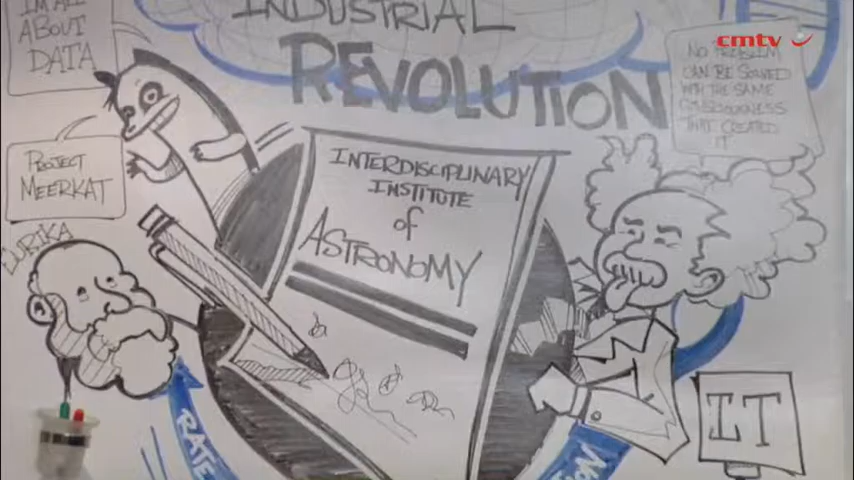 I'M ALL
ABOUT
DATA
INDUSTRIAL
REVOLUTION
cmtv
NO PROBLEM
CAN BE SOLVED
WITH THE SAME
CONSCIOUSNESS
THAT CREATED
IT
PROJECT
MEERKAT
EURIKA
INTERDISCIPLINARY
INSTITUTE
of
ASTRONOMY
IT
RATE